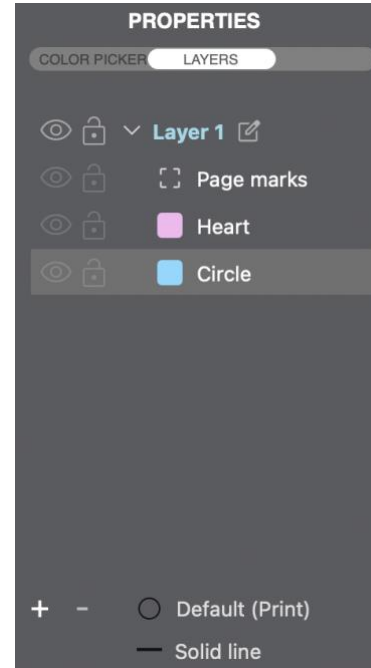 PROPERTIES
COLOR PICKER LAYERS
Layer 1
Page marks
Heart
Circle
+ - Default (Print)
Solid line